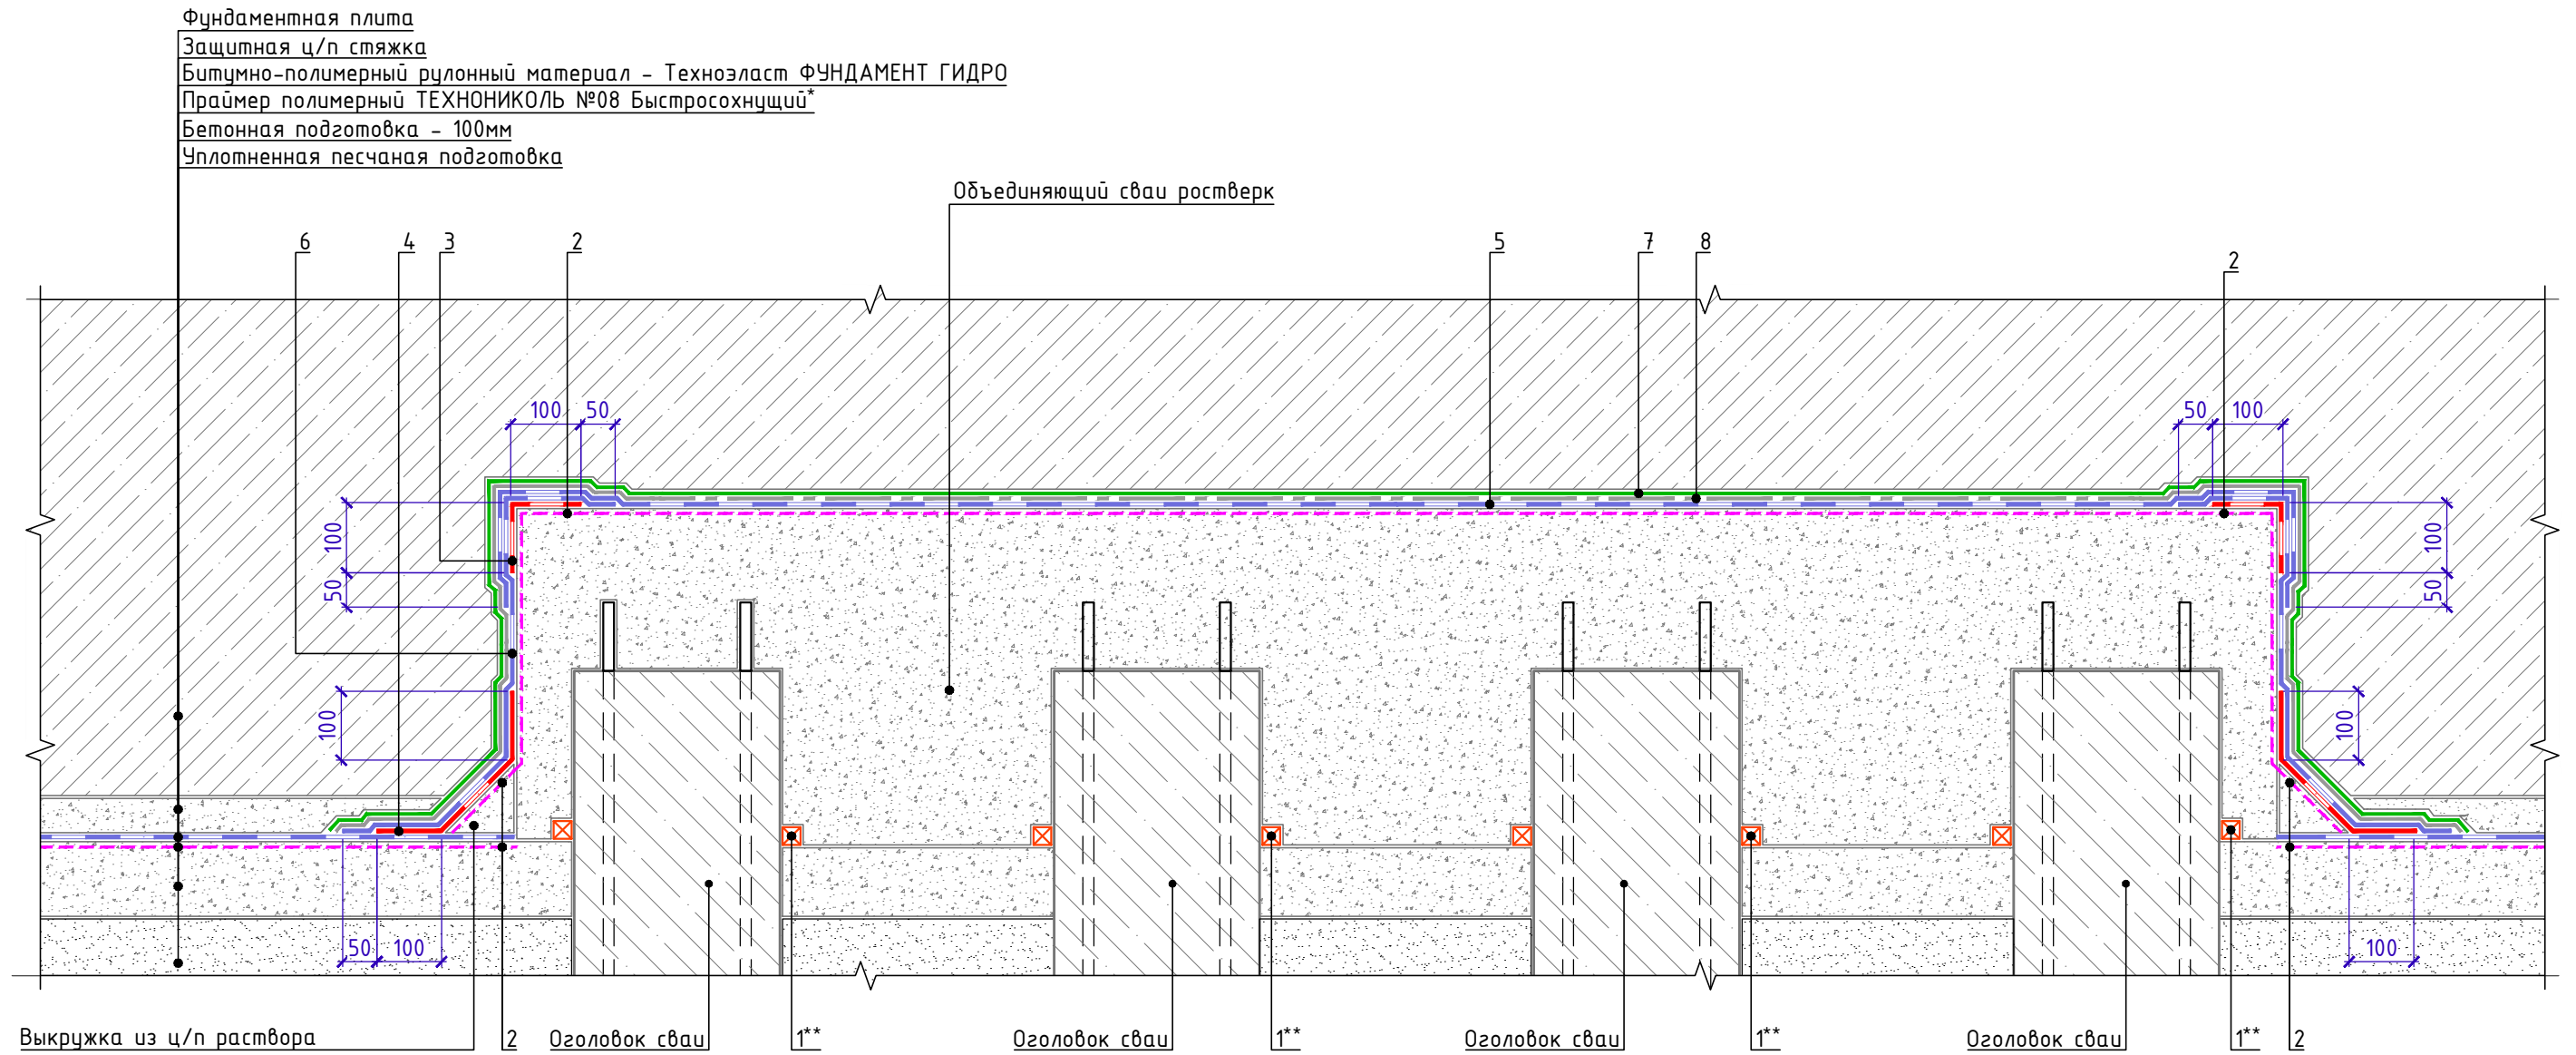 Фундаментная плита
Защитная ц/п стяжка
Битумно-полимерный рулонный материал - Техноэласт ФУНДАМЕНТ ГИДРО
Праймер полимерный ТЕХНОНИКОЛЬ №08 Быстросохнущий*
Бетонная подготовка - 100мм
Уплотненная песчаная подготовка
Объединяющий сваи ростверк
6 4 3 2 5 7 8 2
100 50 50 100
100 100
50 50
100 100
50 100 100
Выкружка из ц/п раствора 2 Оголовок сваи 1** Оголовок сваи 1** Оголовок сваи 1** Оголовок сваи 1** 2